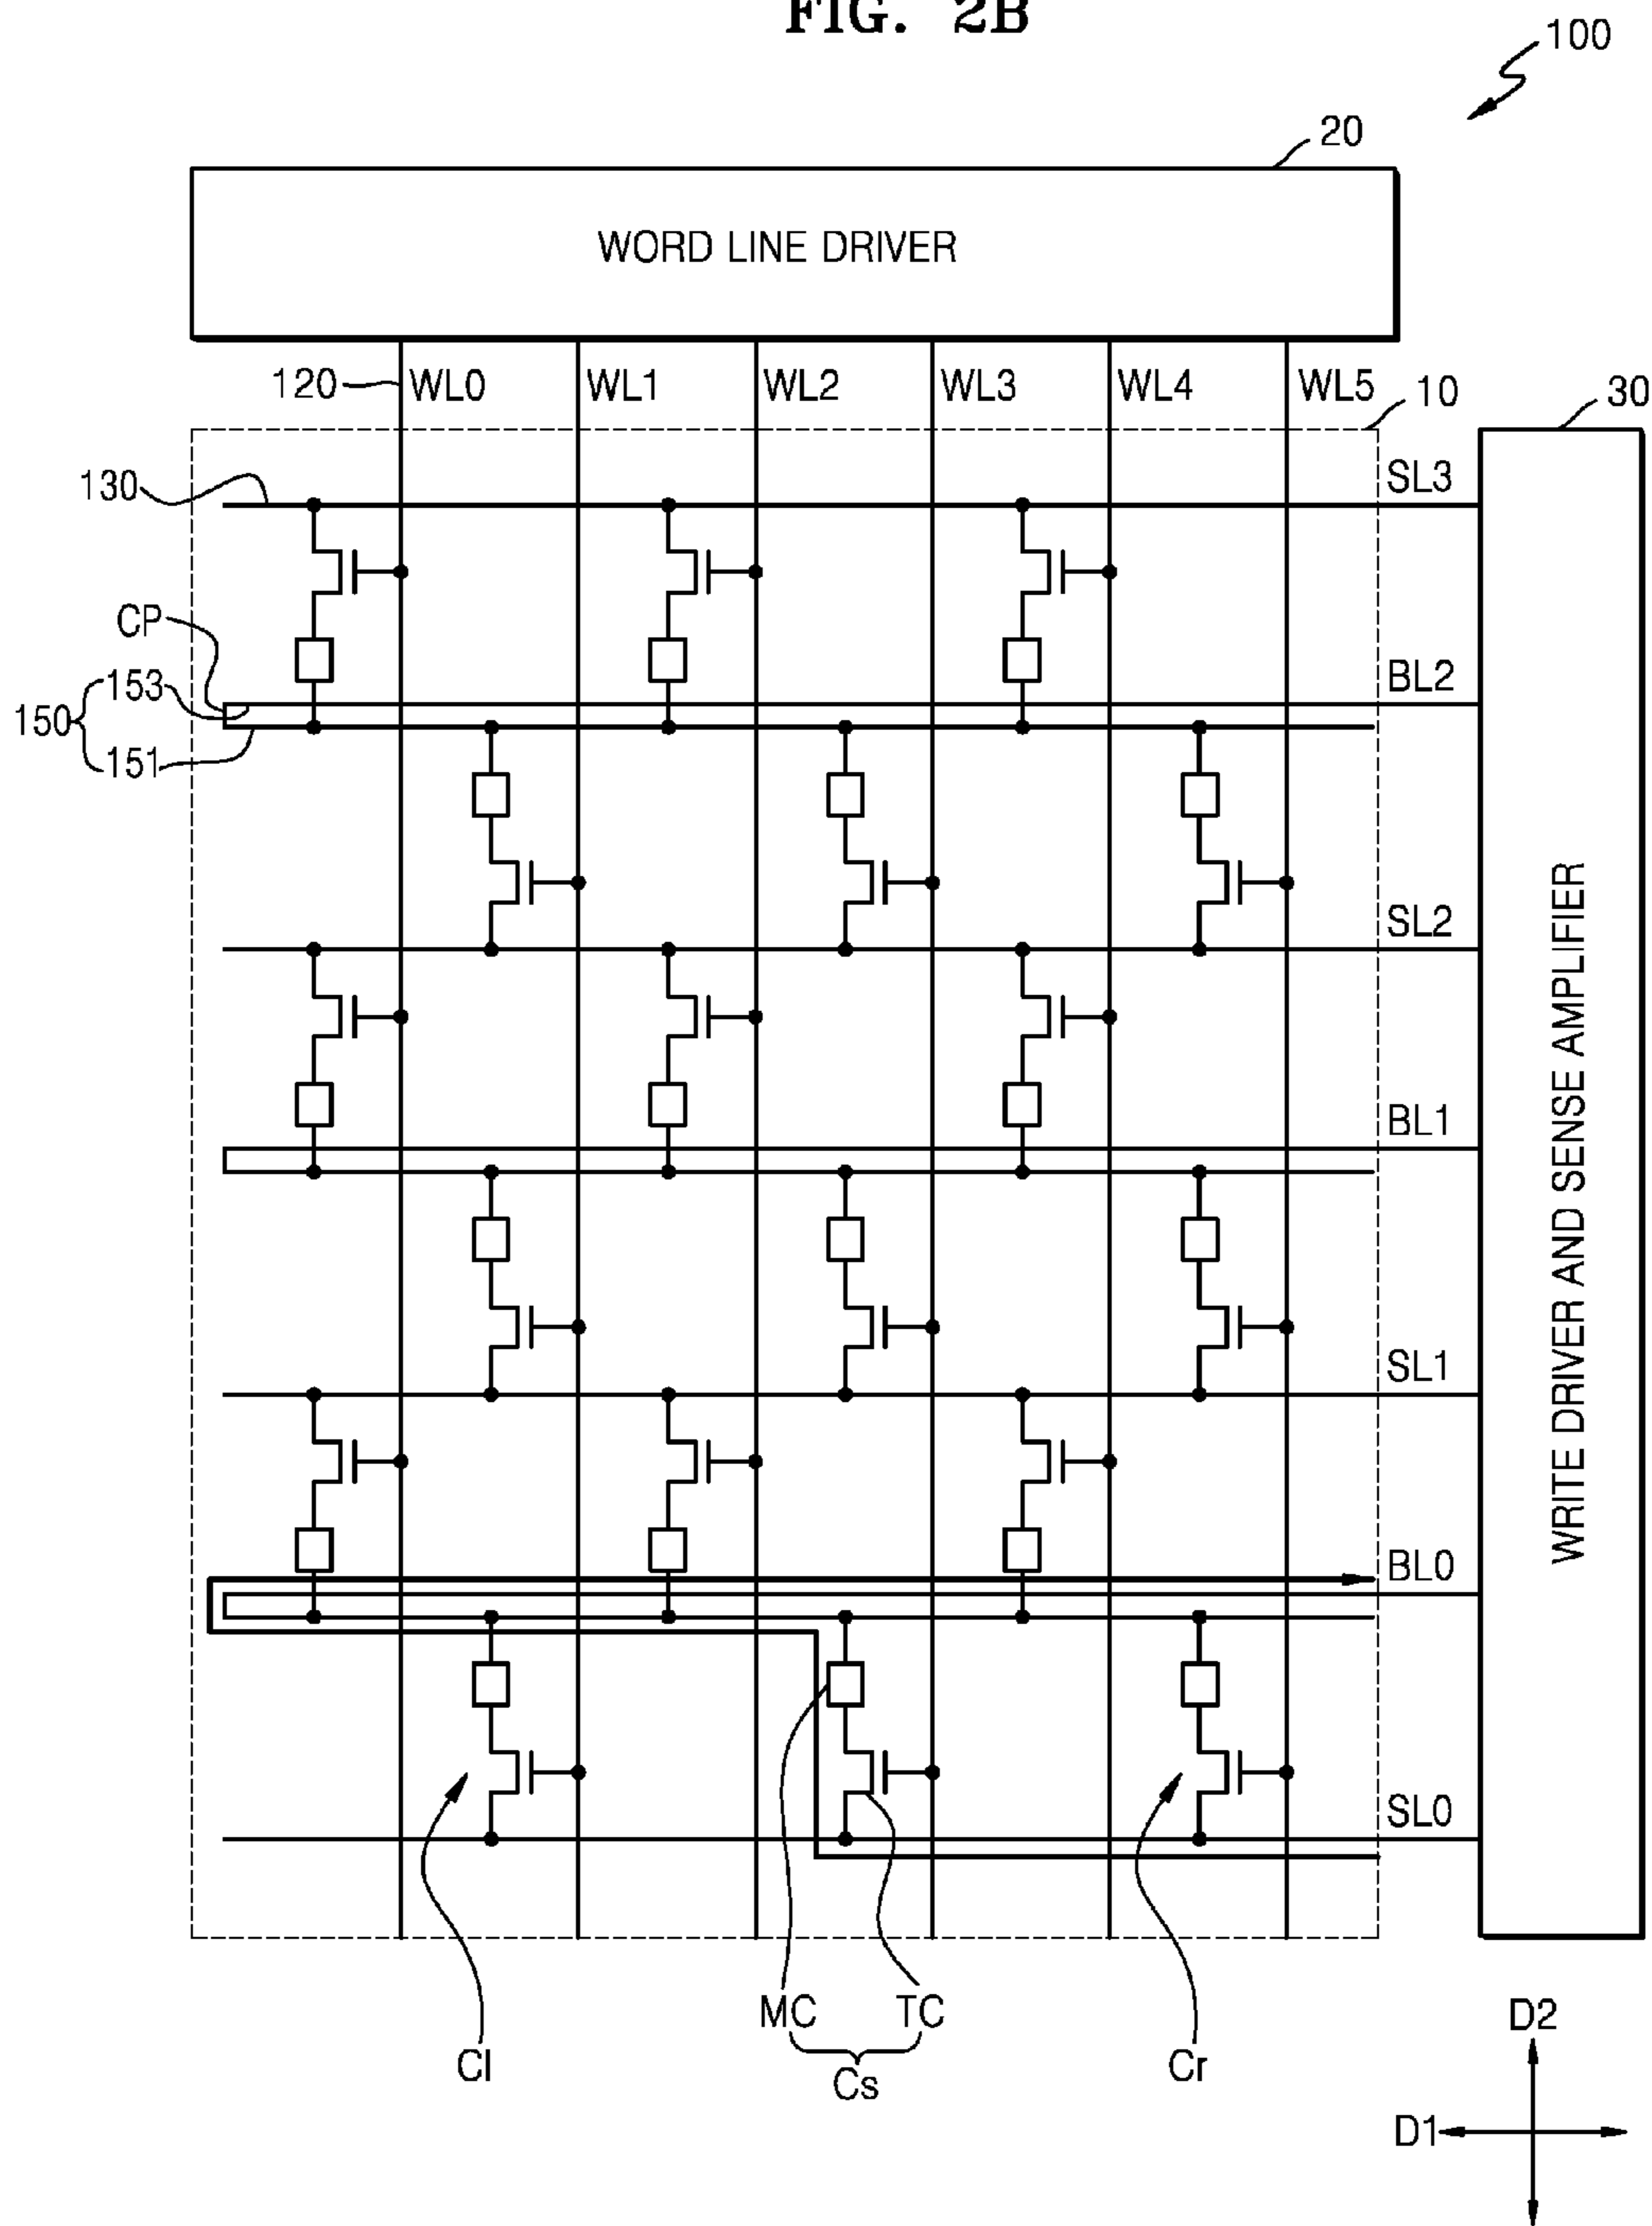 FIG. 2B
100
20
WORD LINE DRIVER
120 WL0 WL1 WL2 WL3 WL4 WL5 10 30
SL3
130
CP
BL2
153
150
151
SL2
BL1
WRITE DRIVER AND SENSE AMPLIFIER
SL1
BL0
SL0
MC TC
Cl Cs Cr
D2
D1